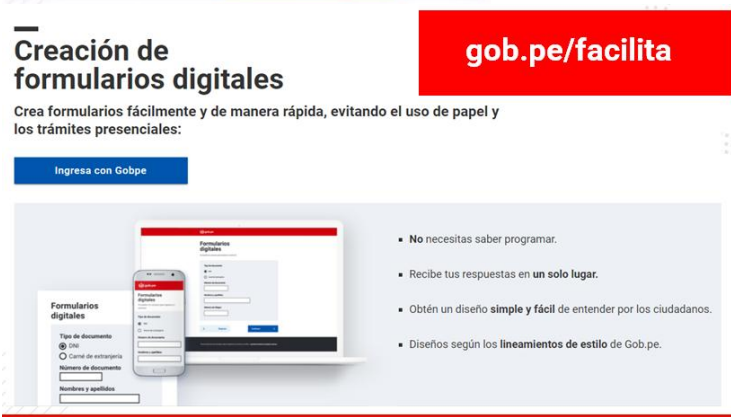 Creación de
formularios digitales
gob.pe/facilita
Crea formularios fácilmente y de manera rápida, evitando el uso de papel y
los trámites presenciales:
Ingresa con Gobpe
No necesitas saber programar.
Recibe tus respuestas en un solo lugar.
Obtén un diseño simple y fácil de entender por los ciudadanos.
Diseños según los lineamientos de estilo de Gob.pe.
Formularios
digitales
Formularios
digitales
Formularios
digitales
Tipo de documento
DNI
Carné de extranjería
Número de documento
Nombres y apellidos